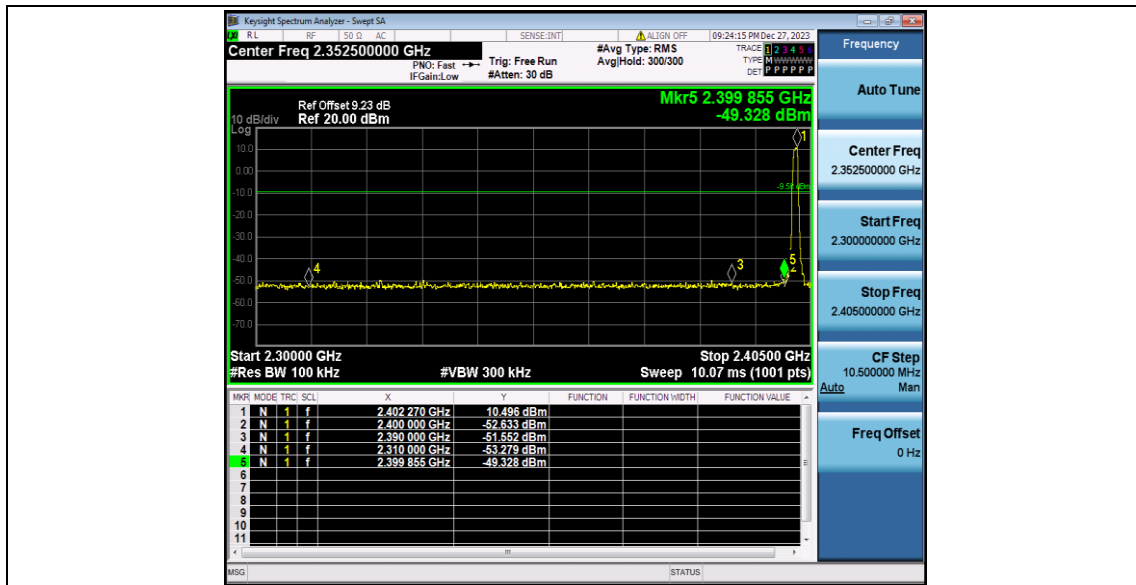 Keysight Spectrum Analyzer - Swept SA
RL RF 50 Ω AC SENSE:INT ALIGN OFF 09:24:15 PM Dec 27, 2023
Center Freq 2.352500000 GHz
PNO: Fast
IFGain:Low
Trig: Free Run
#Atten: 30 dB
#Avg Type: RMS
Avg|Hold: 300/300
TRACE 1 2 3 4 5 6
TYPE M WWWWW
DET P P P P P P
Frequency
Mkr5 2.399 855 GHz
-49.328 dBm
Ref Offset 9.23 dB
10 dB/div Ref 20.00 dBm
Log
10.0
0.00
-10.0
-20.0
-30.0
-40.0
-50.0
-60.0
-70.0
1
4
3
5
2
Start 2.30000 GHz Stop 2.40500 GHz
#Res BW 100 kHz #VBW 300 kHz Sweep 10.07 ms (1001 pts)
MKR MODE TRC SCL X Y FUNCTION FUNCTION WIDTH FUNCTION VALUE
1 N 1 f 2.402 270 GHz 10.496 dBm
2 N 1 f 2.400 000 GHz -52.633 dBm
3 N 1 f 2.390 000 GHz -51.552 dBm
4 N 1 f 2.310 000 GHz -53.279 dBm
5 N 1 f 2.399 855 GHz -49.328 dBm
6
7
8
9
10
11
MSG STATUS
Auto Tune
Center Freq
2.352500000 GHz
Start Freq
2.300000000 GHz
Stop Freq
2.405000000 GHz
CF Step
10.500000 MHz
Auto Man
Freq Offset
0 Hz